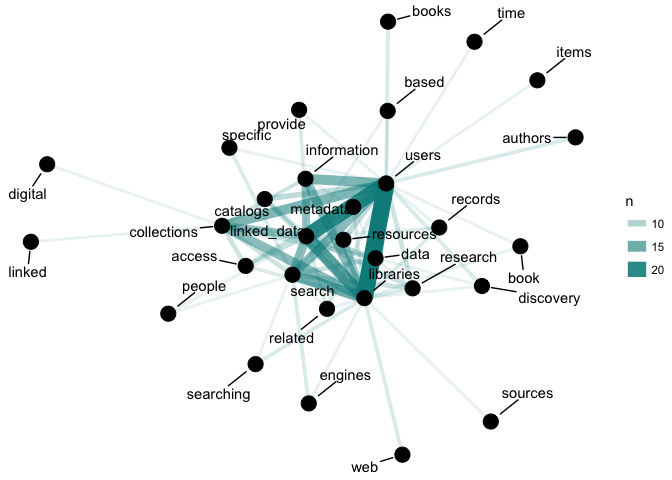 books
time
items
based
authors
provide
specific
information
users
digital
catalogs
metadata
records
collections
linked_data
resources
data
access
libraries
research
linked
people
search
book
discovery
related
searching
engines
sources
web
n
10
15
20